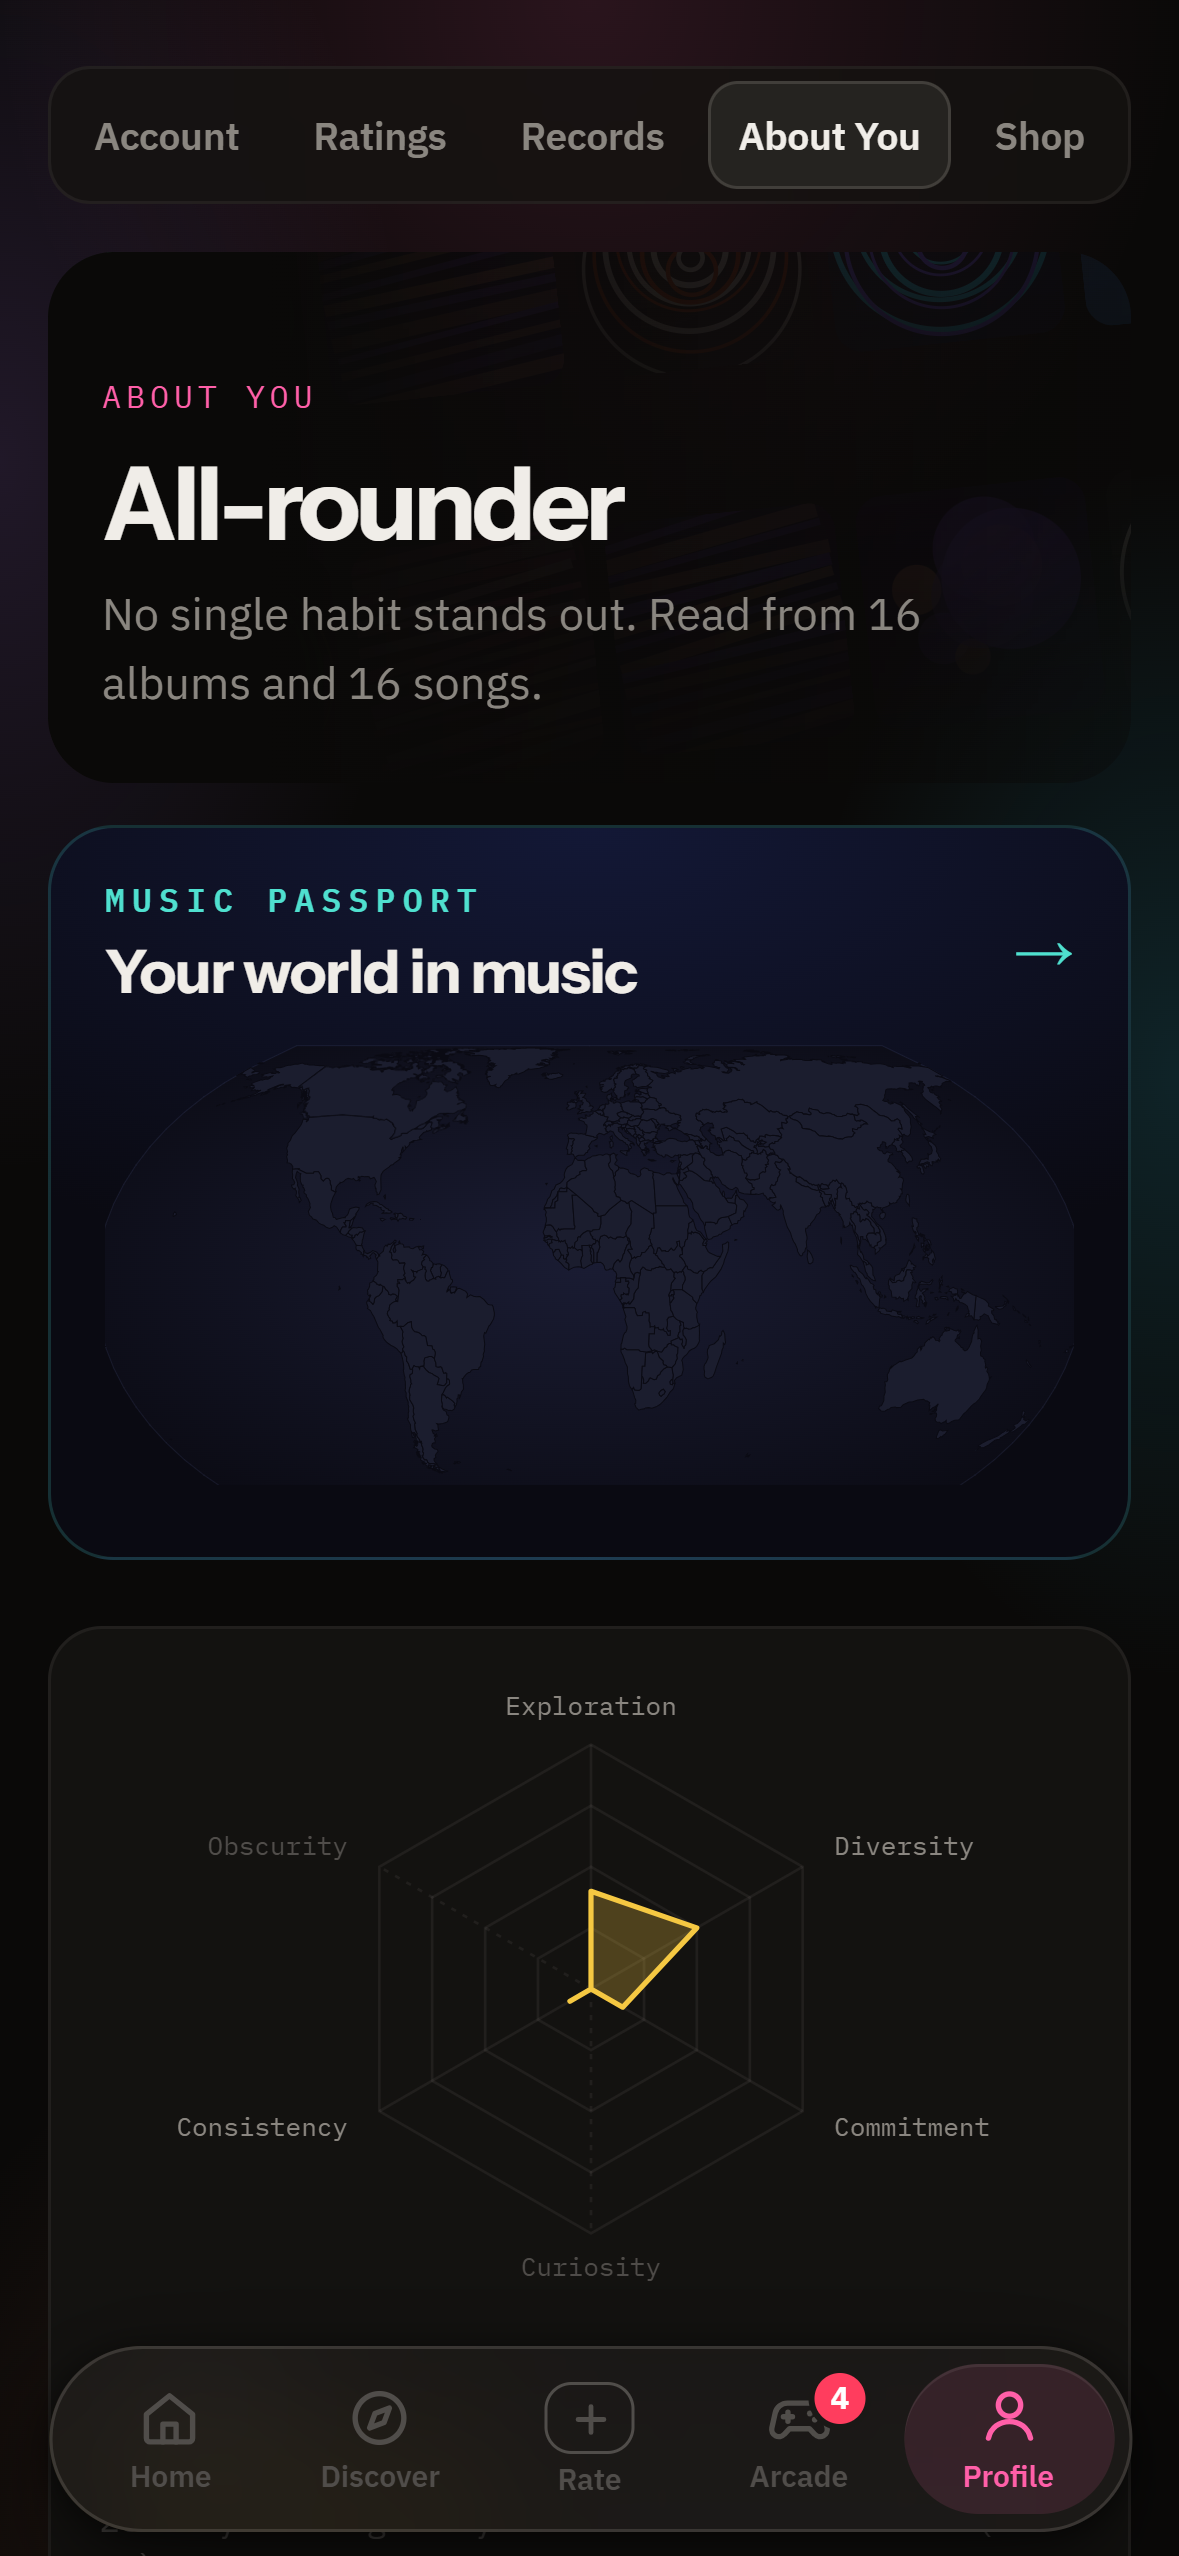 Account Ratings Records About You Shop
ABOUT YOU
All-rounder
No single habit stands out. Read from 16
albums and 16 songs.
MUSIC PASSPORT
Your world in music
Exploration
Obscurity
Diversity
Consistency
Commitment
Curiosity
4
Home Discover Rate Arcade Profile